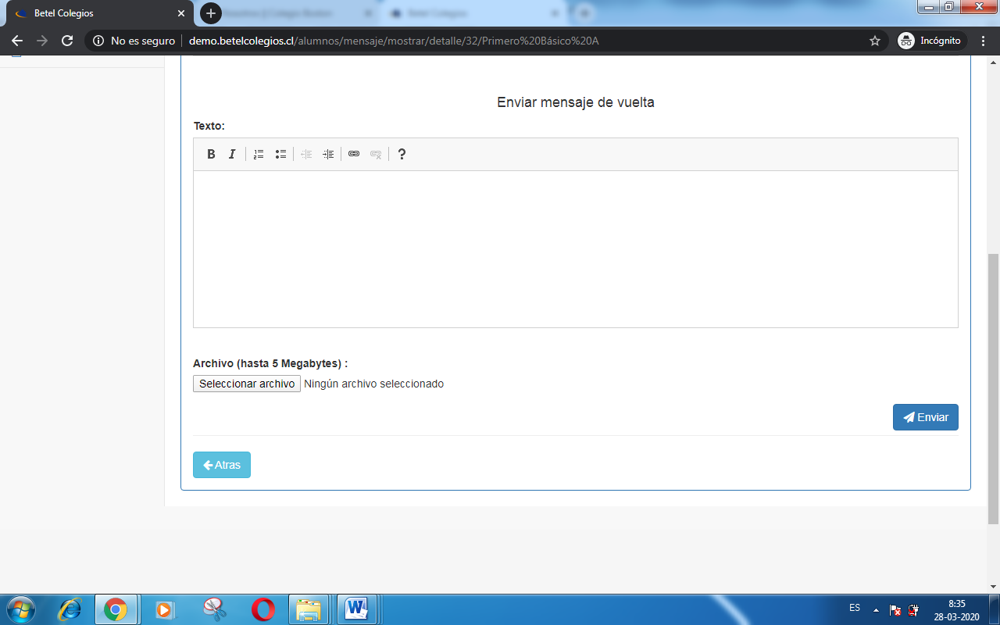 Betel Colegios
Betel Colegios
No es seguro
demo.betelcolegios.cl/alumnos/mensaje/mostrar/detalle/32/Primero%20Básico%20A
Incógnito
Enviar mensaje de vuelta
Texto:
B I ?
Archivo (hasta 5 Megabytes) :
Seleccionar archivo Ningún archivo seleccionado
Enviar
Atras
W
ES
8:35
28-03-2020